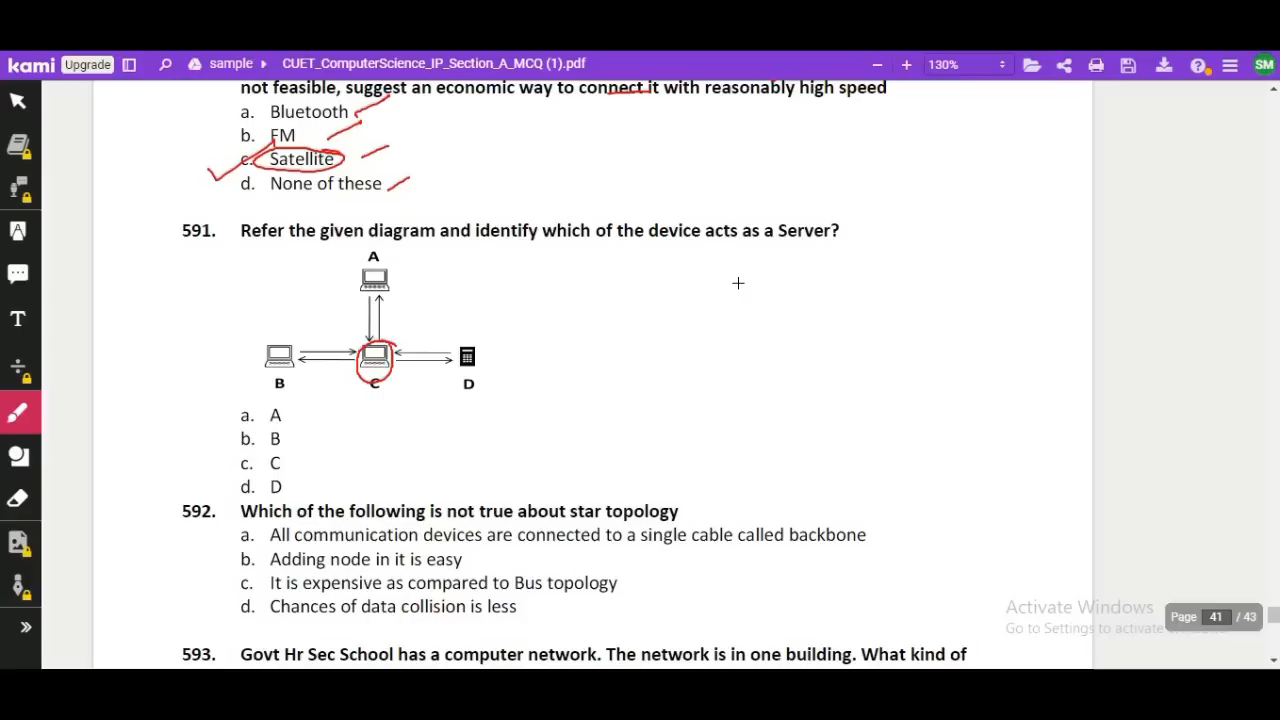 kami Upgrade sample CUET_ComputerScience_IP_Section_A_MCQ (1).pdf 130% SM
not feasible, suggest an economic way to connect it with reasonably high speed
a. Bluetooth
b. FM
c. Satellite
d. None of these
591. Refer the given diagram and identify which of the device acts as a Server?
A
B C D
a. A
b. B
c. C
d. D
592. Which of the following is not true about star topology
a. All communication devices are connected to a single cable called backbone
b. Adding node in it is easy
c. It is expensive as compared to Bus topology
d. Chances of data collision is less
Activate Windows
Go to Settings to activate
Page 41 / 43
593. Govt Hr Sec School has a computer network. The network is in one building. What kind of